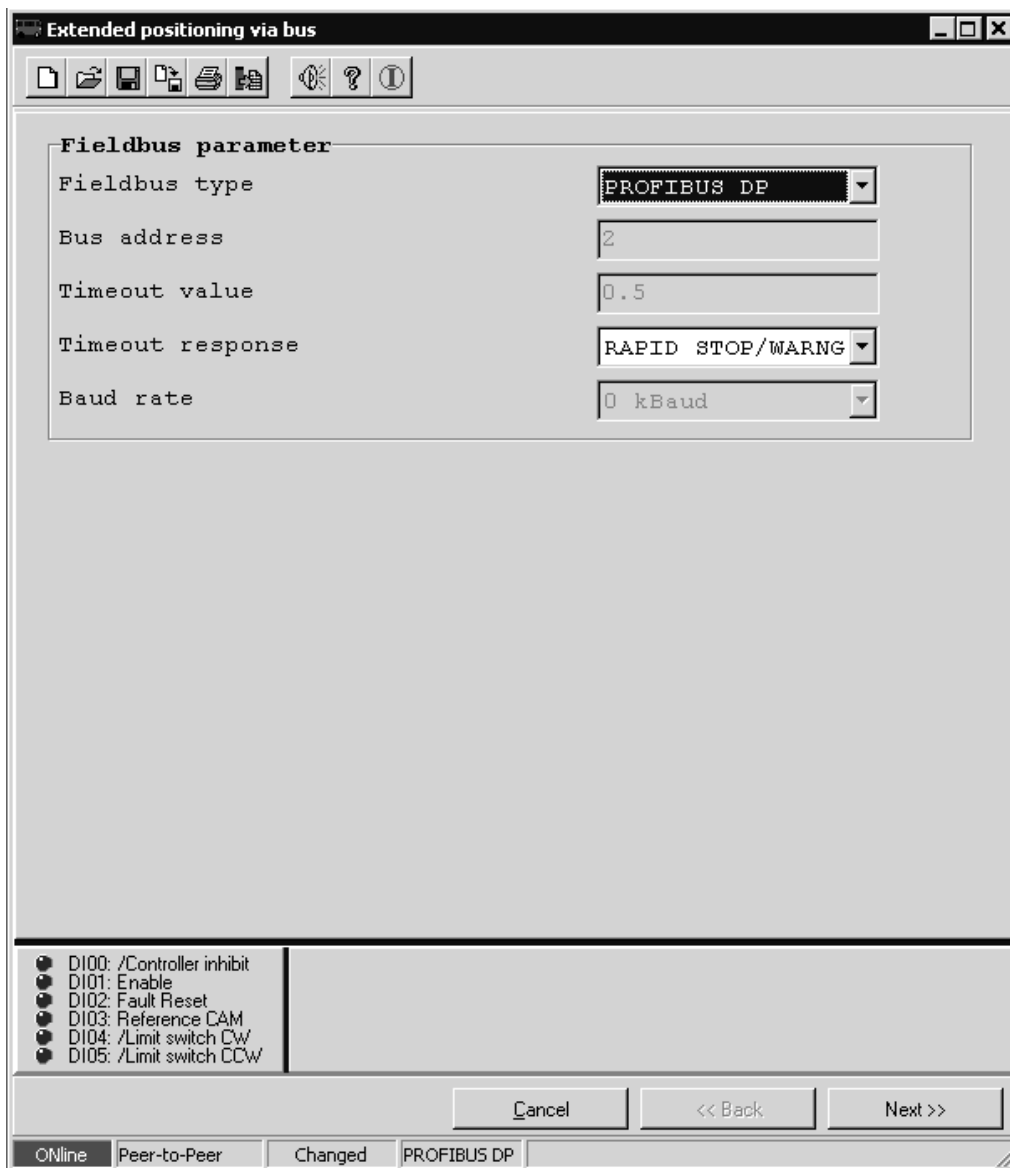 Extended positioning via bus
Fieldbus parameter
Fieldbus type PROFIBUS DP
Bus address 2
Timeout value 0.5
Timeout response RAPID STOP/WARNG
Baud rate 0 kBaud
DI00: /Controller inhibit
DI01: Enable
DI02: Fault Reset
DI03: Reference CAM
DI04: /Limit switch CW
DI05: /Limit switch CCW
Cancel << Back Next >>
ONline Peer-to-Peer Changed PROFIBUS DP